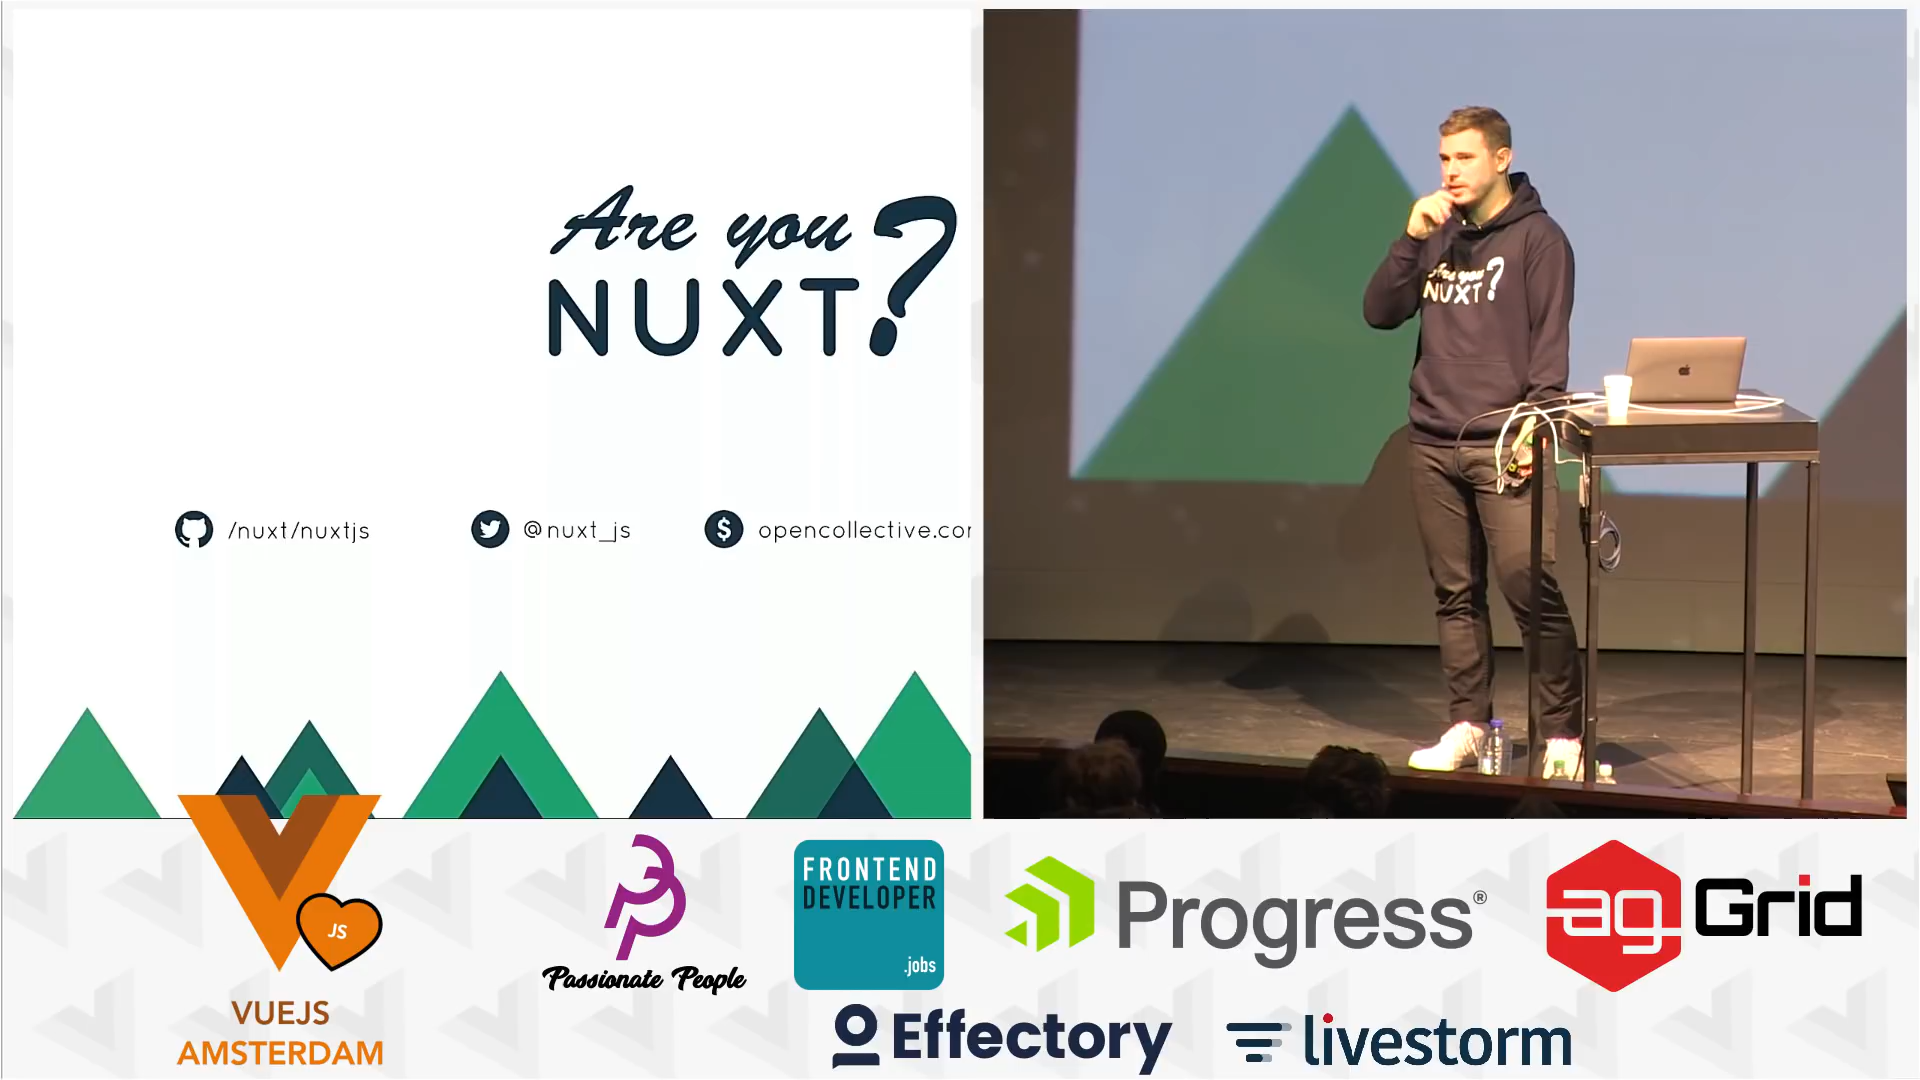 Are you
NUXT?
/nuxt/nuxtjs
@nuxt_js
$
opencollective.com
Are you
NUXT?
JS
VUEJS
AMSTERDAM
Passionate People
FRONTEND
DEVELOPER
.jobs
Progress®
ag Grid
Effectory
livestorm